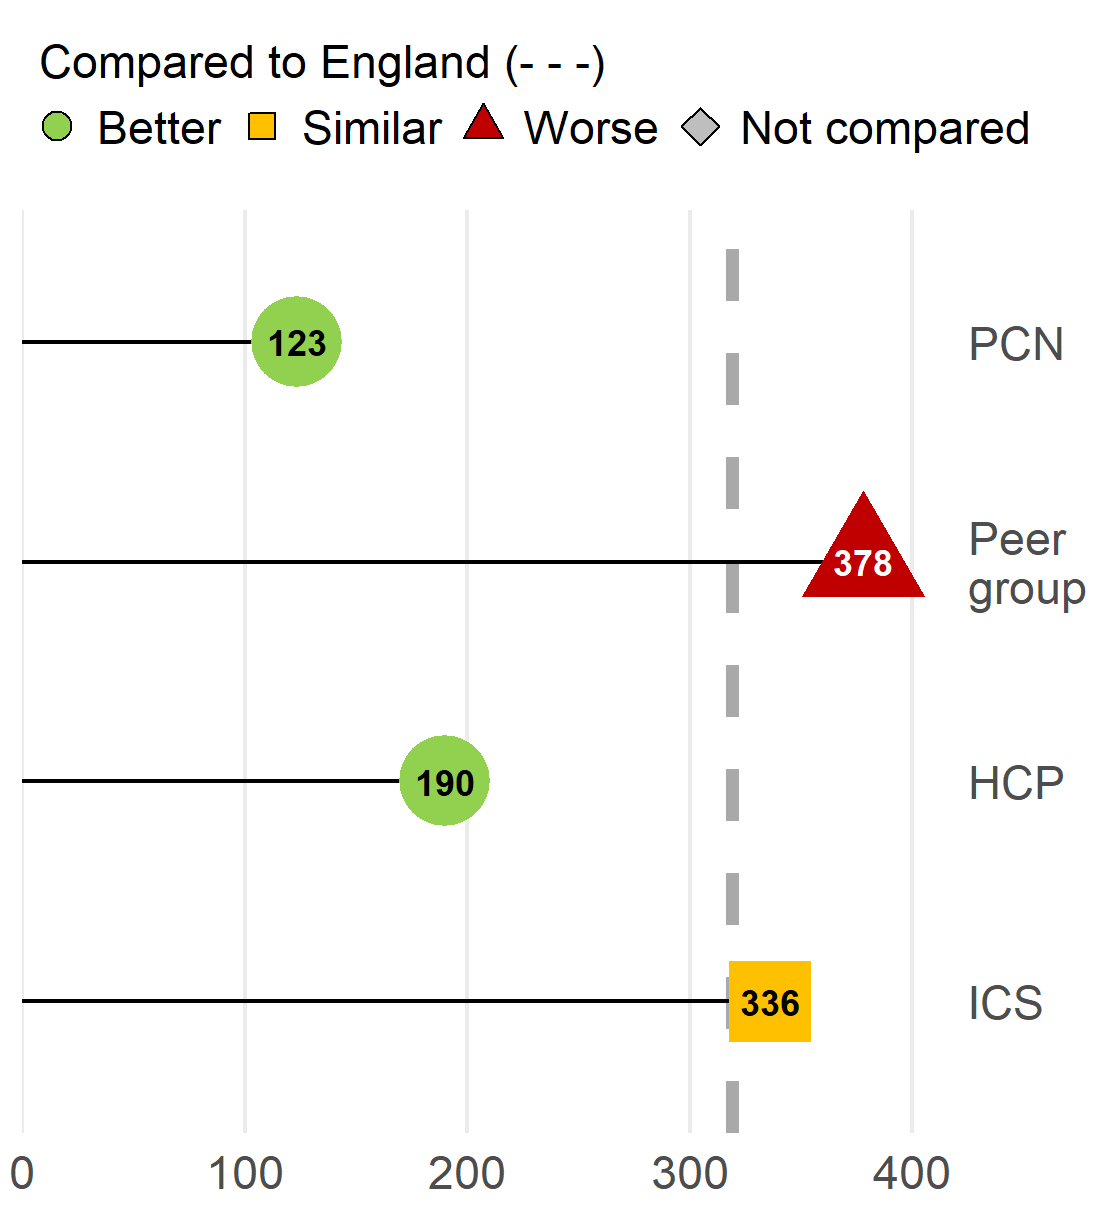 Compared to England (- - -)
Better Similar Worse Not compared
123 PCN
378 Peer
group
190 HCP
336 ICS
0 100 200 300 400